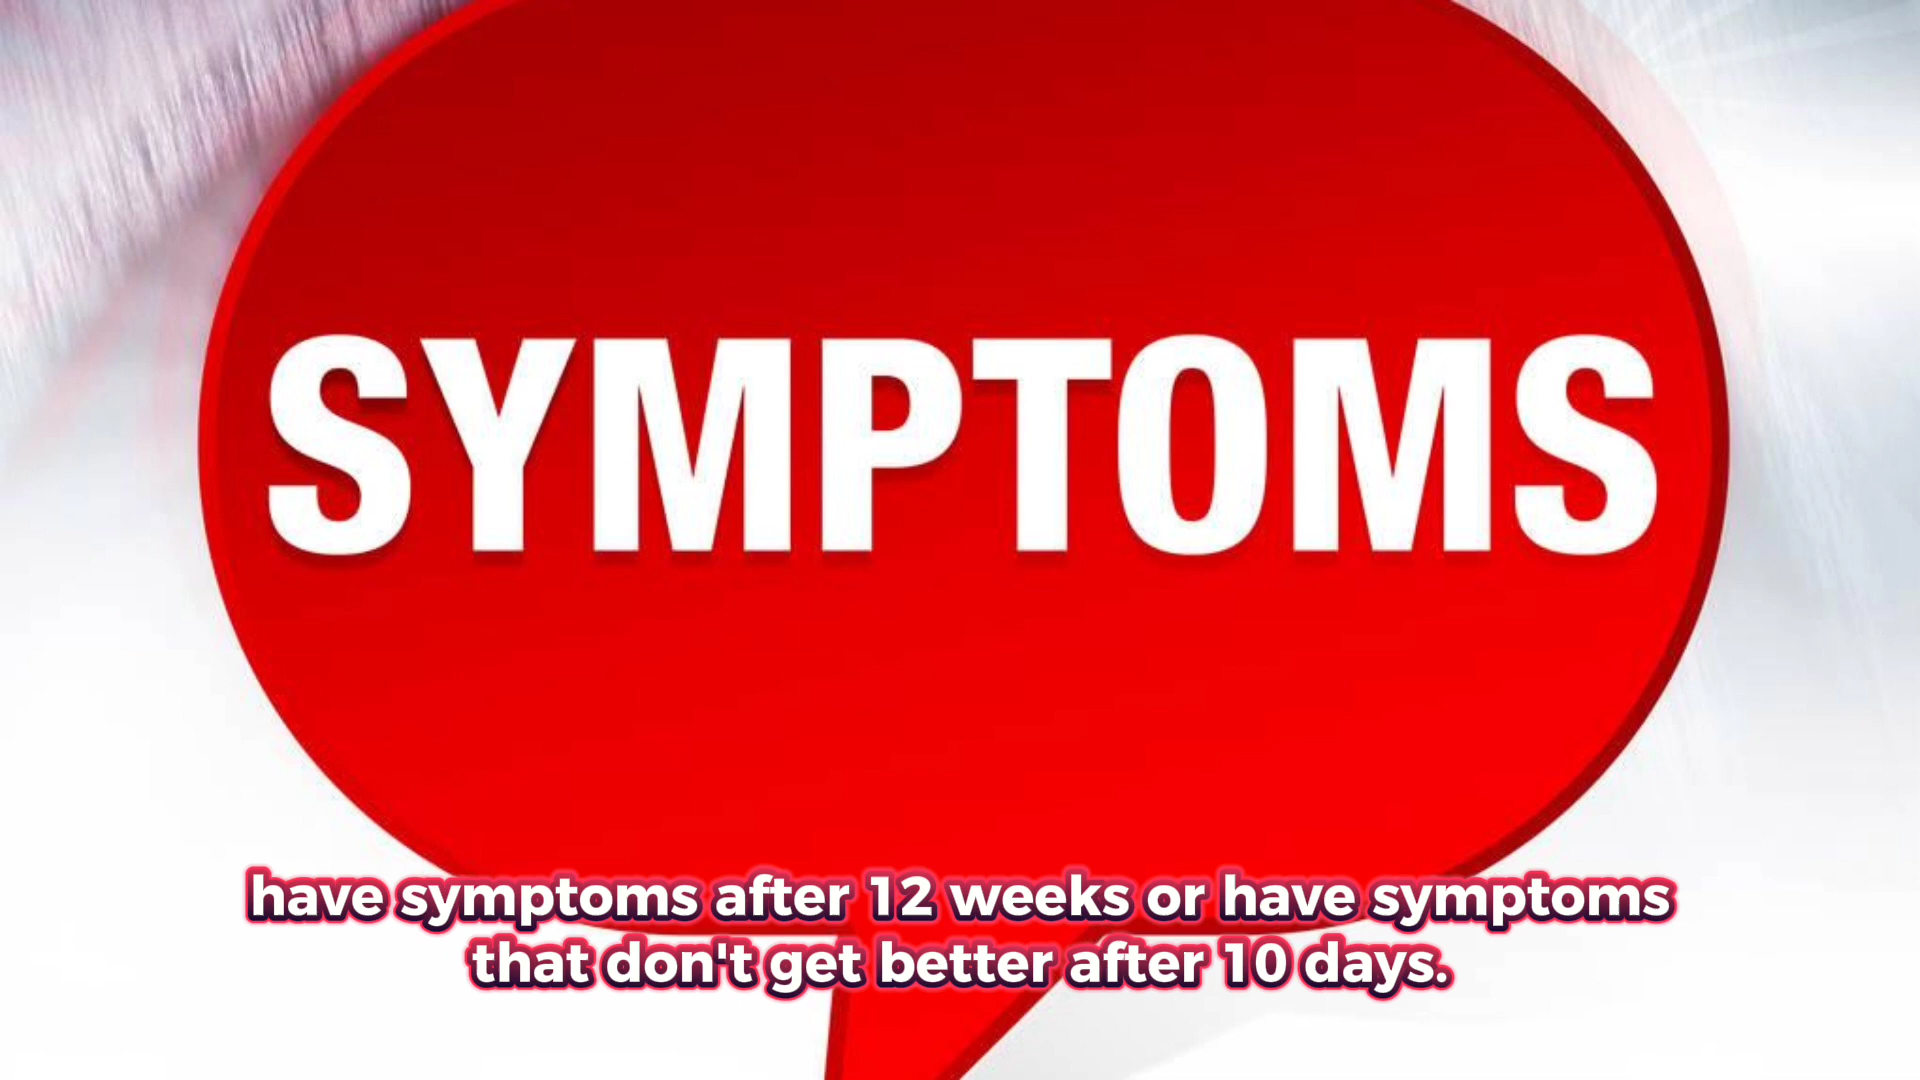 SYMPTOMS
have symptoms after 12 weeks or have symptoms
that don't get better after 10 days.